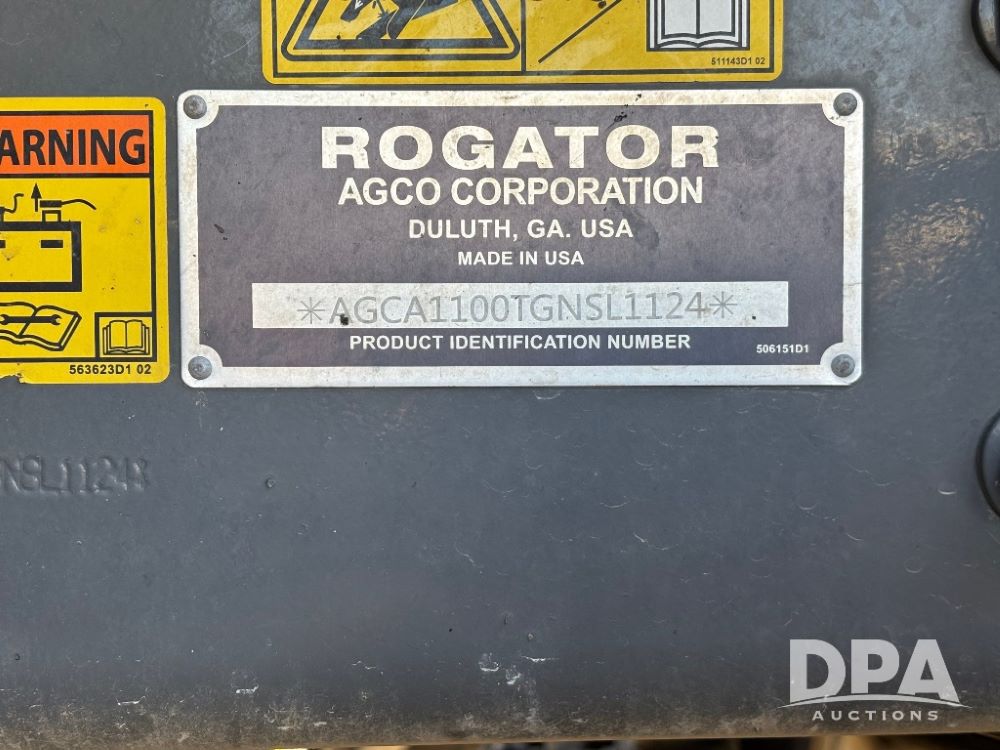 511143D1 02
ARNING
563623D1 02
ROGATOR
AGCO CORPORATION
DULUTH, GA. USA
MADE IN USA
*AGCA1100TGNSL1124*
PRODUCT IDENTIFICATION NUMBER
506151D1
NSL1124*
DPA
AUCTIONS